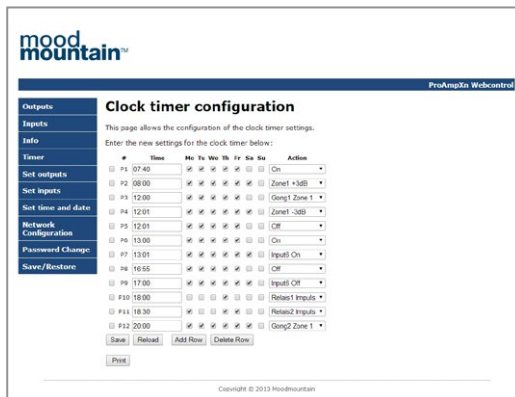 mood
mountain™
ProAmpXn Webcontrol
Outputs
Inputs
Info
Timer
Set outputs
Set inputs
Set time and date
Network
Configuration
Password Change
Save/Restore
Clock timer configuration
This page allows the configuration of the clock timer settings.
Enter the new settings for the clock timer below:
# Time Mo Tu We Th Fr Sa Su Action
P1 07:40 On
P2 08:00 Zone1 +3dB
P3 12:00 Gong1 Zone 1
P4 12:01 Zone1 -3dB
P5 12:01 Off
P6 13:00 On
P7 13:01 Input6 On
P8 16:55 Off
P9 17:00 Input6 Off
P10 18:00 Relais1 Impuls
P11 18:30 Relais2 Impuls
P12 20:00 Gong2 Zone 1
Save Reload Add Row Delete Row
Print
Copyright © 2013 Moodmountain